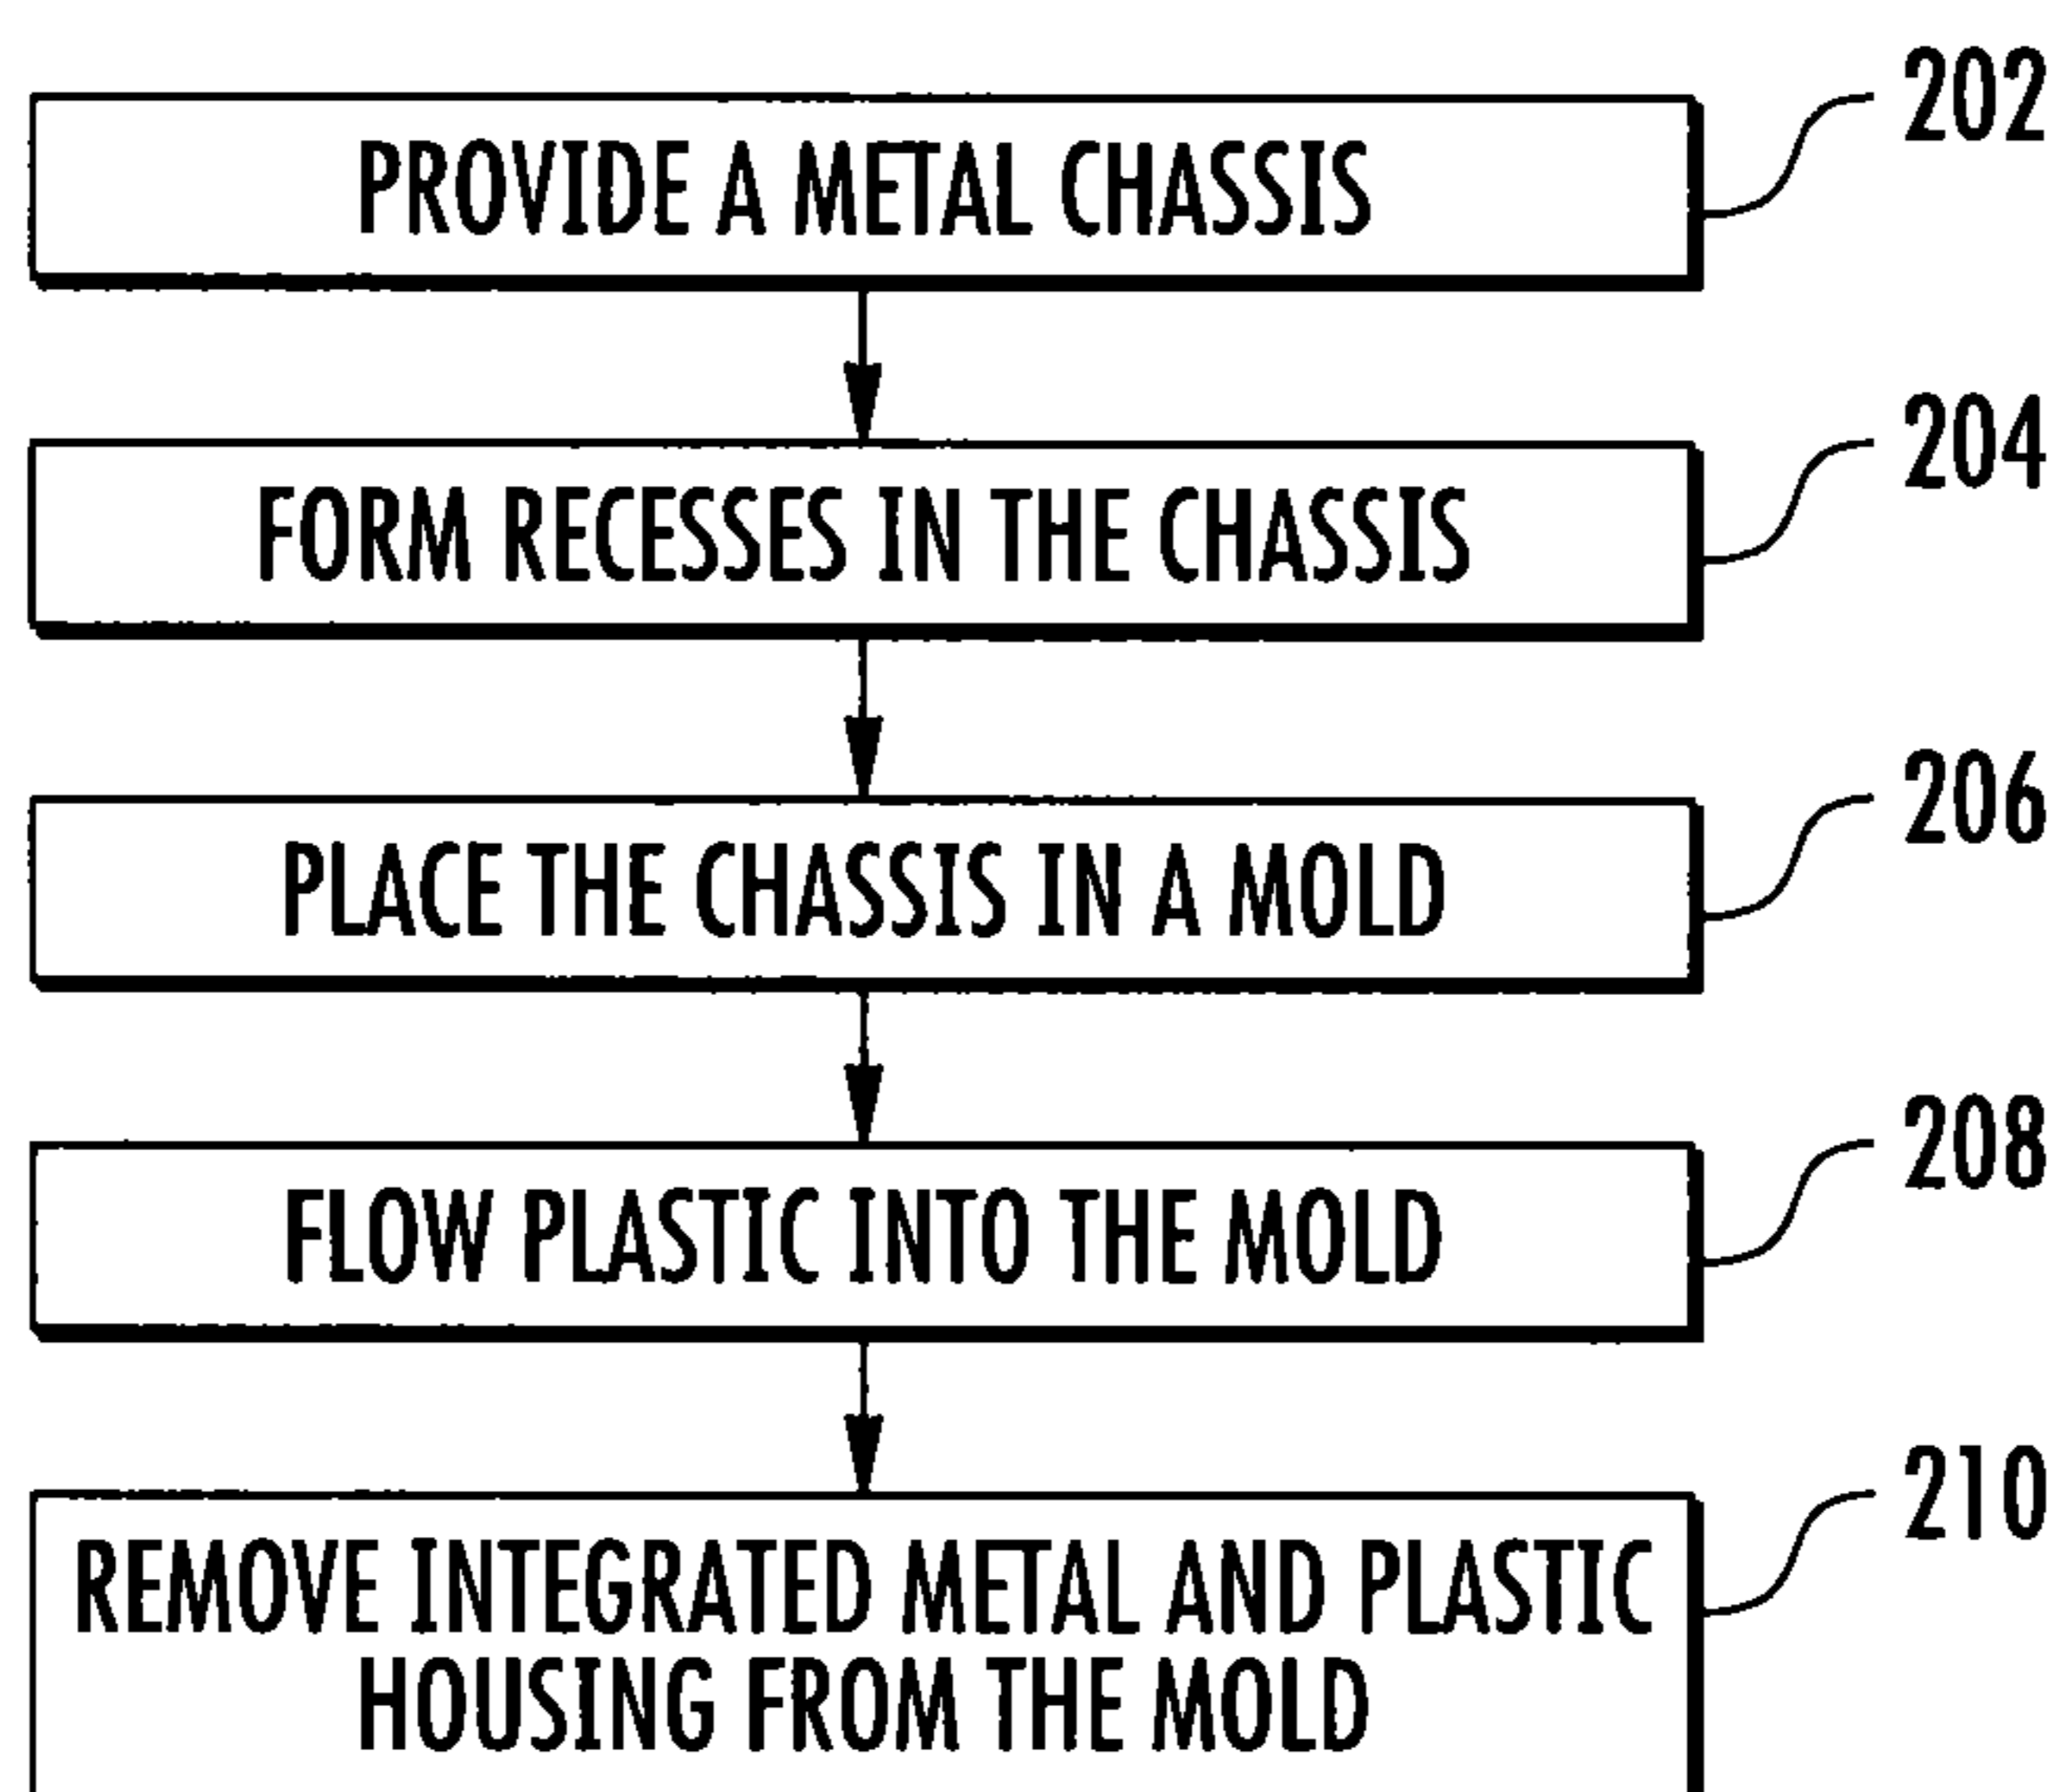 PROVIDE A METAL CHASSIS
202
FORM RECESSES IN THE CHASSIS
204
PLACE THE CHASSIS IN A MOLD
206
FLOW PLASTIC INTO THE MOLD
208
REMOVE INTEGRATED METAL AND PLASTIC
HOUSING FROM THE MOLD
210